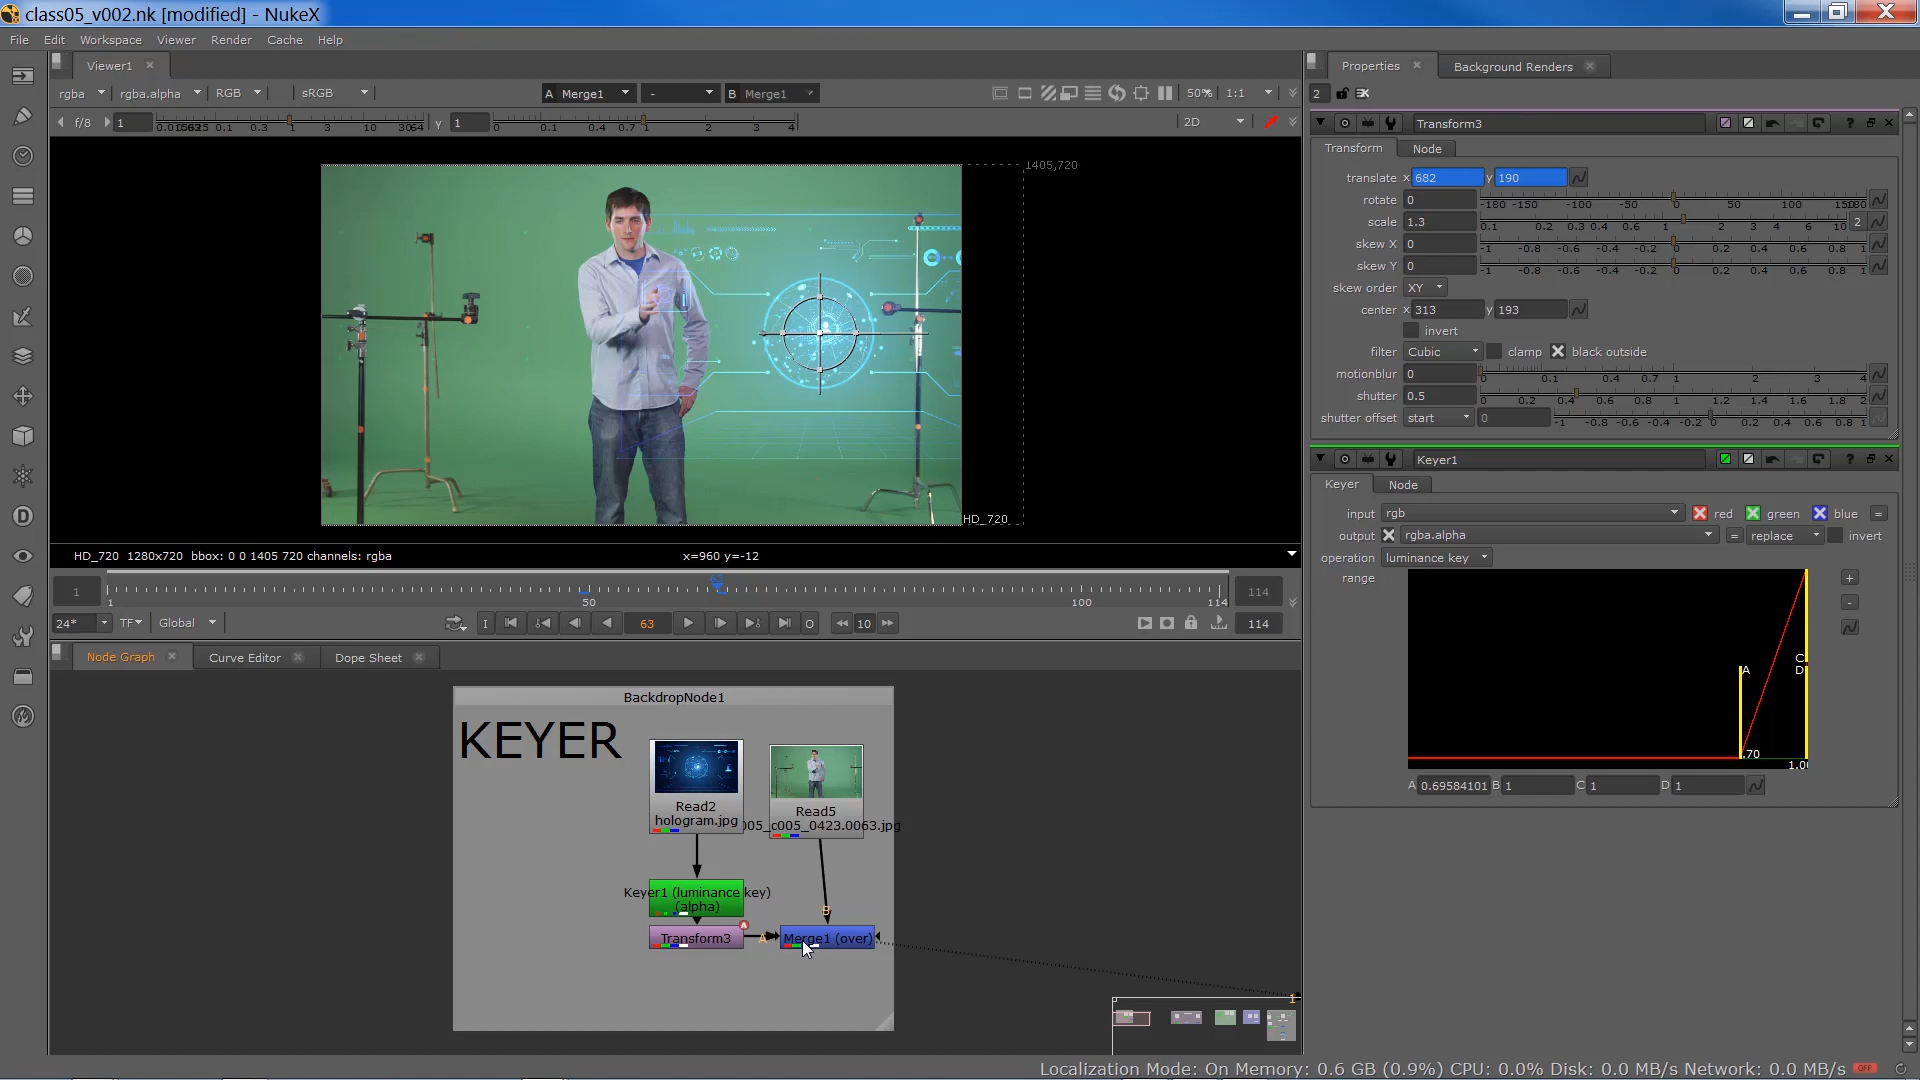 class05_v002.nk [modified] - NukeX
File Edit Workspace Viewer Render Cache Help
Viewer1
rgba rgba.alpha RGB sRGB A Merge1 - B Merge1 50% 1:1
f/8 1 0.1 0.3 1 3 10 30 64 Y 1 0 0.1 0.4 0.7 1 2 3 4 2D
1405,720
HD_720
HD_720 1280x720 bbox: 0 0 1405 720 channels: rgba x=960 y=-12
1 1 50 100 114 114
24* TF Global I 63 O 10 114
Node Graph Curve Editor Dope Sheet
BackdropNode1
KEYER
Read2
hologram.jpg
Read5
005_c005_0423.0063.jpg
Keyer1 (luminance key)
(alpha)
B
Transform3 A Merge1 (over)
1
Properties Background Renders
2
Transform3
Transform Node
translate x 682 y 190
rotate 0 -180 -150 -100 -50 0 50 100 150 180
scale 1.3 0.1 0.2 0.3 0.4 0.6 1 2 3 4 6 10 2
skew X 0 -1 -0.8 -0.6 -0.4 -0.2 0 0.2 0.4 0.6 0.8 1
skew Y 0 -1 -0.8 -0.6 -0.4 -0.2 0 0.2 0.4 0.6 0.8 1
skew order XY
center x 313 y 193
invert
filter Cubic clamp black outside
motionblur 0 0 0.1 0.4 0.7 1 2 3 4
shutter 0.5 0 0.2 0.4 0.6 0.8 1 1.2 1.4 1.6 1.8 2
shutter offset start 0 -1 -0.8 -0.6 -0.4 -0.2 0 0.2 0.4 0.6 0.8 1
Keyer1
Keyer Node
input rgb red green blue =
output rgba.alpha = replace invert
operation luminance key
range
+
-
C
A D
.70
1.00
A 0.69584101 B 1 C 1 D 1
Localization Mode: On Memory: 0.6 GB (0.9%) CPU: 0.0% Disk: 0.0 MB/s Network: 0.0 MB/s OFF